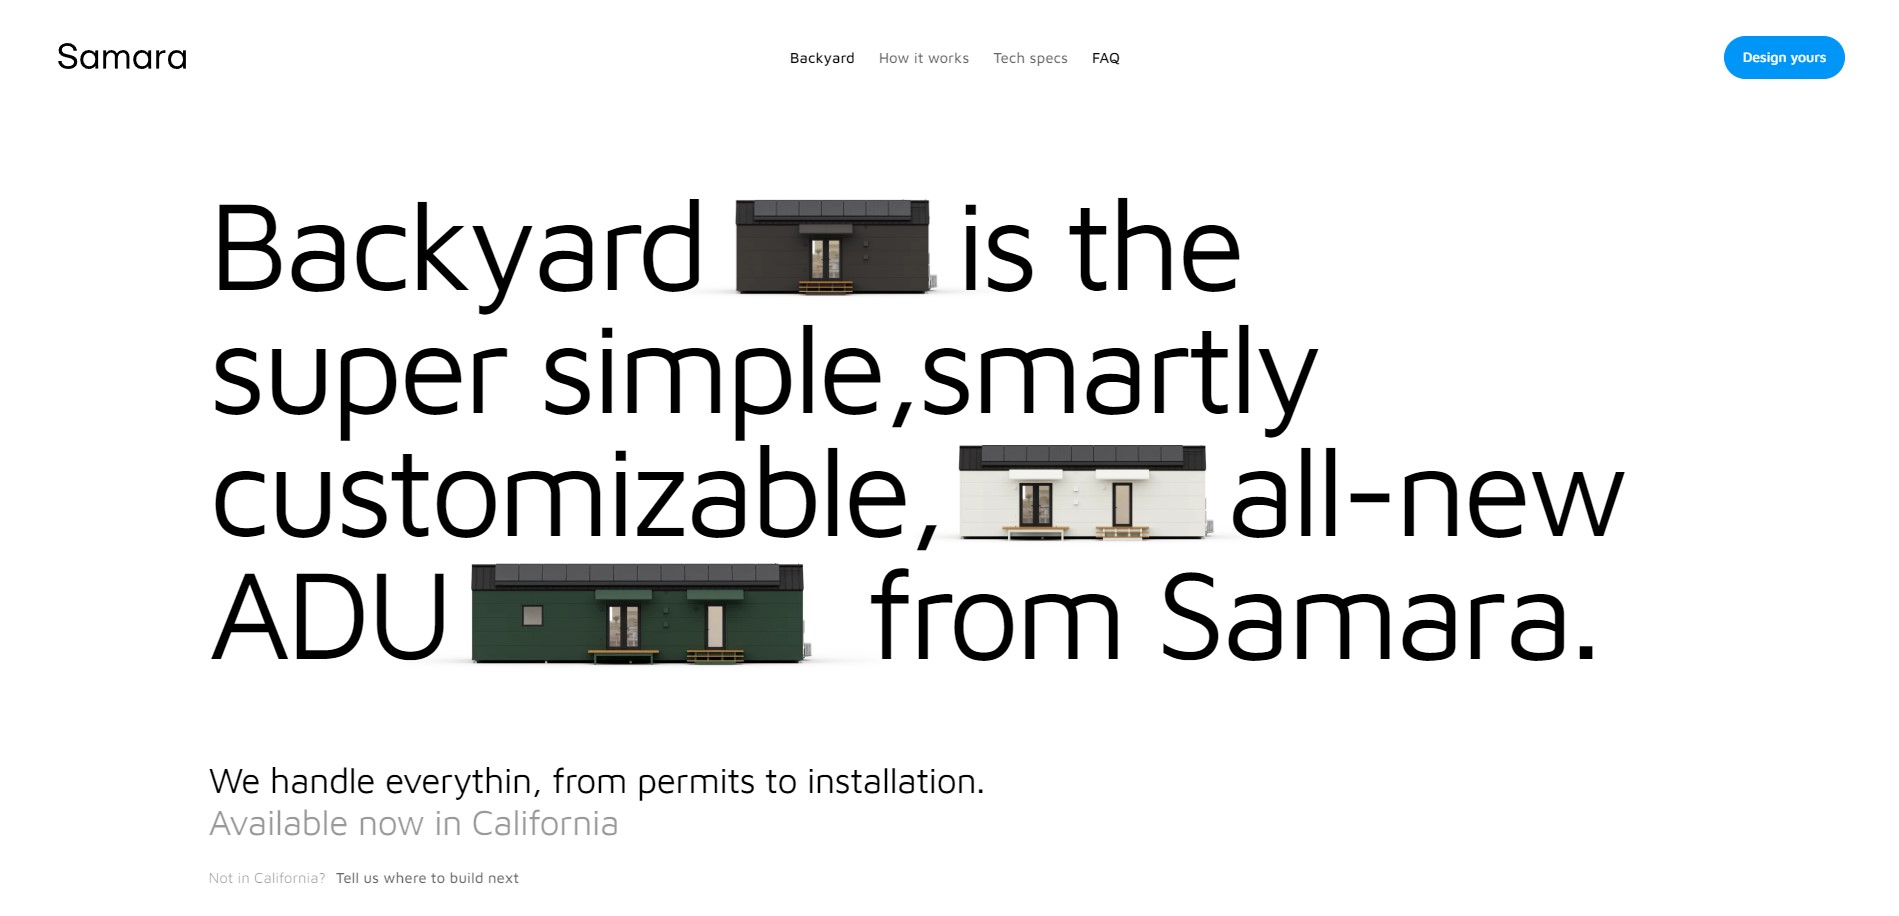 Samara
Backyard How it works Tech specs FAQ
Design yours
Backyard is the
super simple,smartly
customizable, all-new
ADU from Samara.
We handle everythin, from permits to installation.
Available now in California
Not in California? Tell us where to build next